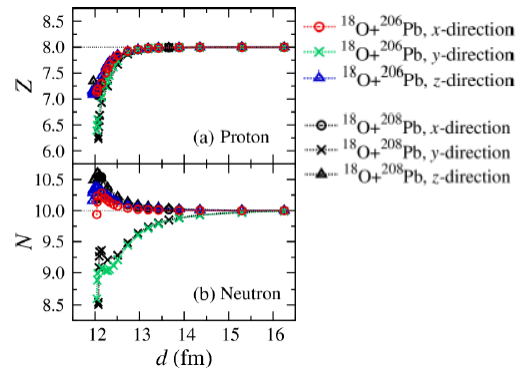 8.5
8.0
7.5
7.0
6.5
6.0
Z
(a) Proton
10.5
10.0
9.5
9.0
8.5
N
(b) Neutron
12 13 14 15 16
d (fm)
¹⁸O+²⁰⁶Pb, x-direction
¹⁸O+²⁰⁶Pb, y-direction
¹⁸O+²⁰⁶Pb, z-direction
¹⁸O+²⁰⁸Pb, x-direction
¹⁸O+²⁰⁸Pb, y-direction
¹⁸O+²⁰⁸Pb, z-direction